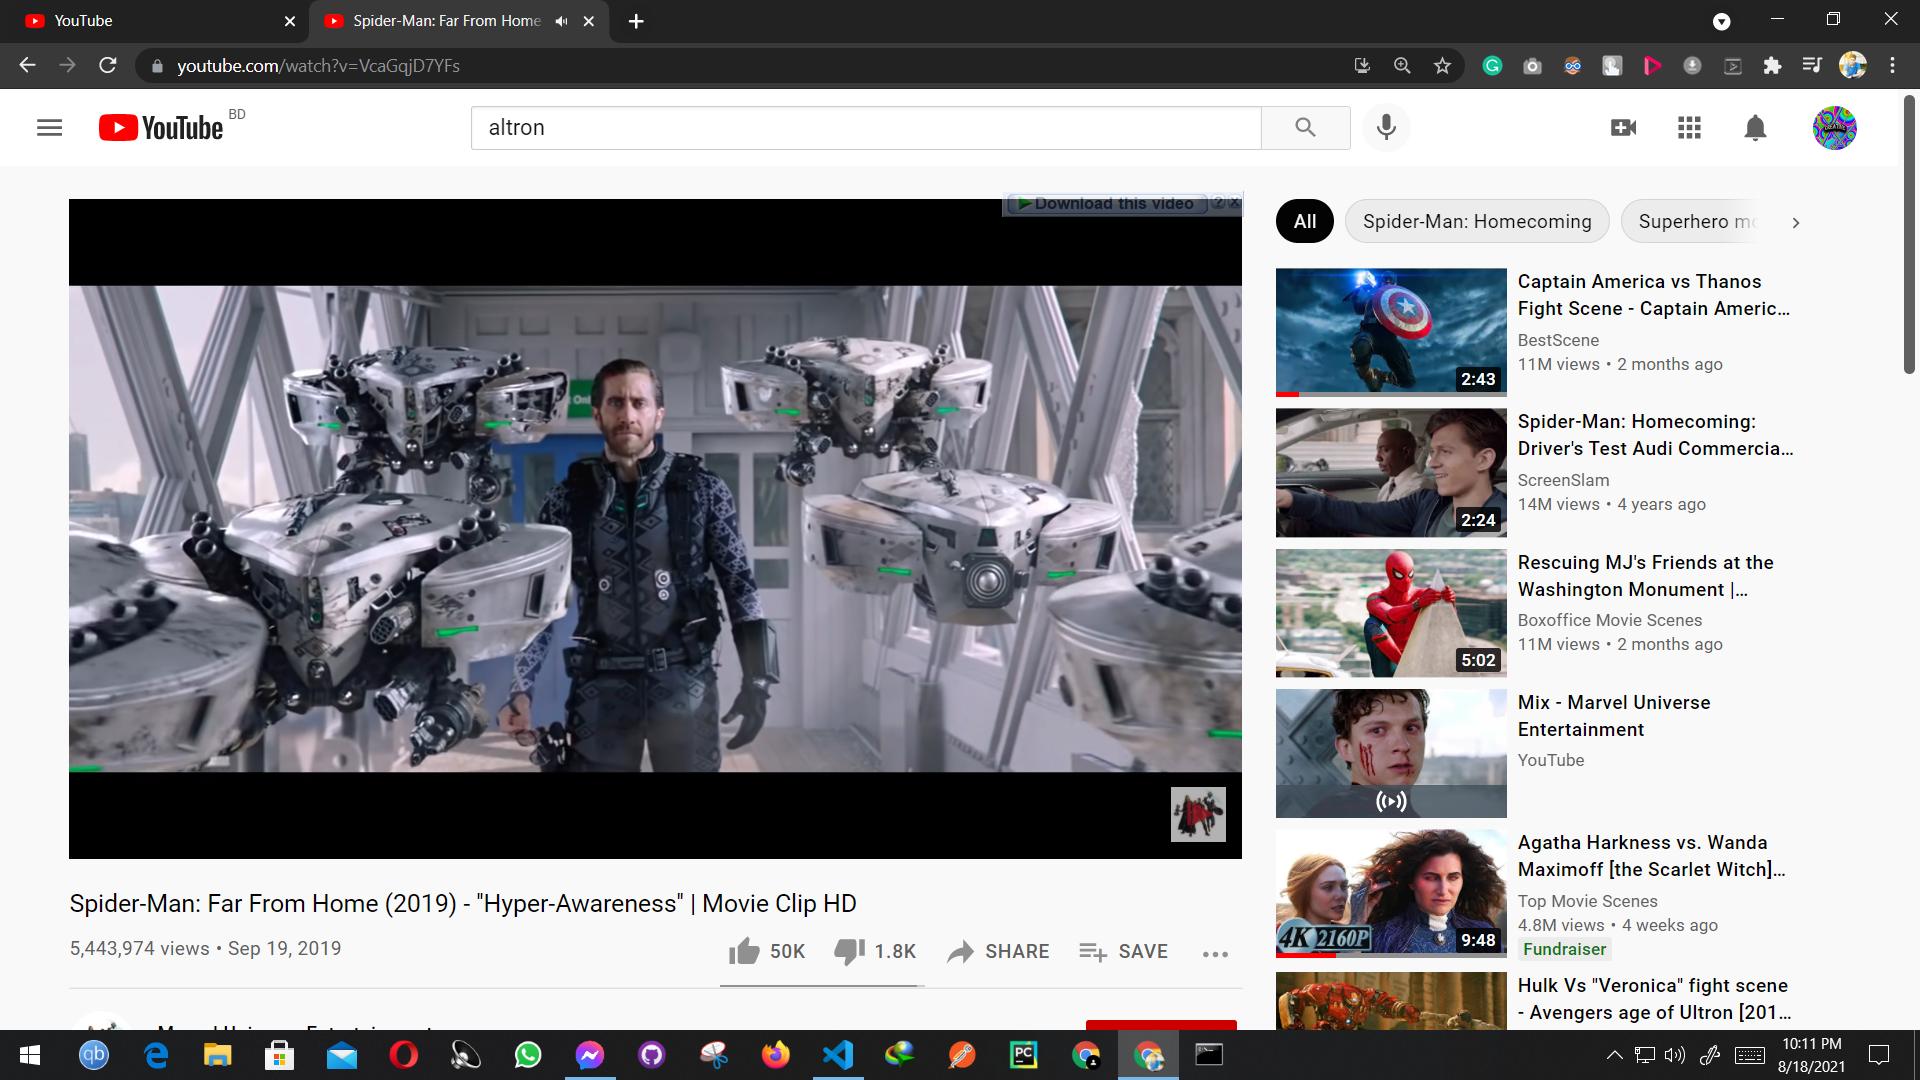 YouTube
Spider-Man: Far From Home
youtube.com/watch?v=VcaGqjD7YFs
YouTube BD
altron
Download this video
All
Spider-Man: Homecoming
Captain America vs Thanos
Fight Scene - Captain Americ...
BestScene
11M views • 2 months ago
2:43
Spider-Man: Homecoming:
Driver's Test Audi Commercia...
ScreenSlam
14M views • 4 years ago
2:24
Rescuing MJ's Friends at the
Washington Monument |...
Boxoffice Movie Scenes
11M views • 2 months ago
5:02
Mix - Marvel Universe
Entertainment
YouTube
Agatha Harkness vs. Wanda
Maximoff [the Scarlet Witch]...
Top Movie Scenes
4.8M views • 4 weeks ago
Fundraiser
4K 2160P
9:48
Hulk Vs "Veronica" fight scene
- Avengers age of Ultron [201...
Spider-Man: Far From Home (2019) - "Hyper-Awareness" | Movie Clip HD
5,443,974 views • Sep 19, 2019
50K
1.8K
SHARE
SAVE
qb
PC
10:11 PM
8/18/2021